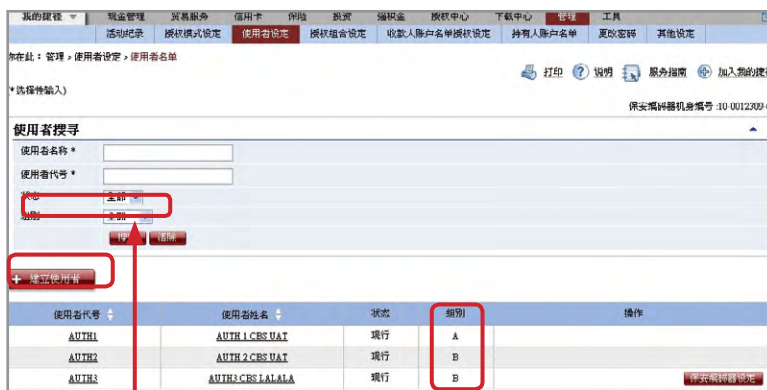 我的捷径 现金管理 贸易服务 信用卡 保险 投资 强积金 授权中心 下载中心 管理 工具
活动纪录 授权模式设定 使用者设定 授权组合设定 收款人账户名单授权设定 持有人账户名单 更改密码 其他设定
你在此：管理 > 使用者设定 > 使用者名单
打印 说明 服务指南 加入我的捷径
(*选择性输入)
保安编码器机身编号 :10-0012309-
使用者搜寻
使用者名称 *
使用者代号 *
状态 全部
组别 全部
搜寻 清除
+ 建立使用者
使用者代号 使用者姓名 状态 组别 操作
AUTH1 AUTH 1 CBS UAT 现行 A
AUTH2 AUTH 2 CBS UAT 现行 B
AUTH3 AUTH3 CBS LALALA 现行 B 保安编码器设定